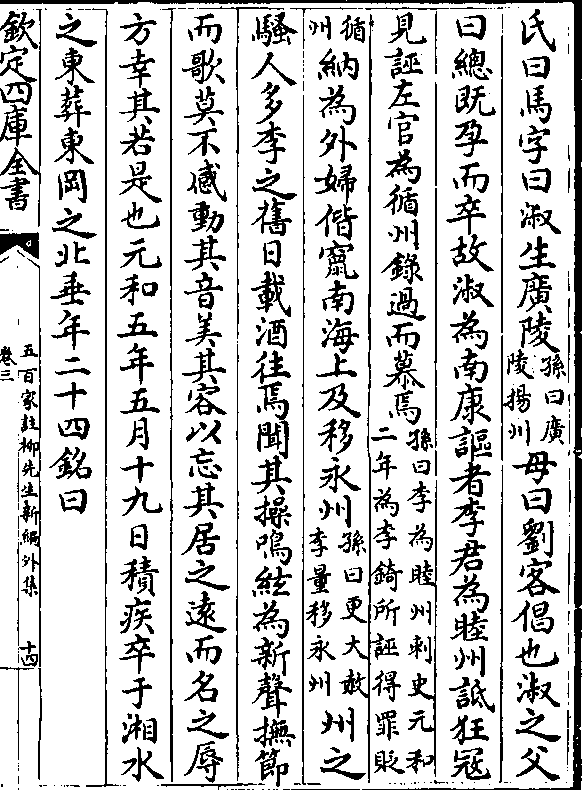 氏曰馬字曰淑生廣陵孫曰廣陵揚州母曰劉客倡也淑之父
曰總既孕而卒故淑為南康謳者李君為睦州詆狂冦
見誣左官為循州錄過而慕焉孫曰李為睦州刺史元和二年為李錡所誣得罪貶
循州納為外婦偕竄南海上及移永州孫曰更大赦李量移永州州之
騷人多李之舊日載酒往焉聞其操鳴絃為新聲撫節
而歌莫不感動其音美其容以忘其居之遠而名之辱
方幸其若是也元和五年五月十九日積疾卒于湘水
之東葬東岡之北垂年二十四銘曰
欽定四庫全書
五百家註柳先生新編外集
卷三
十四